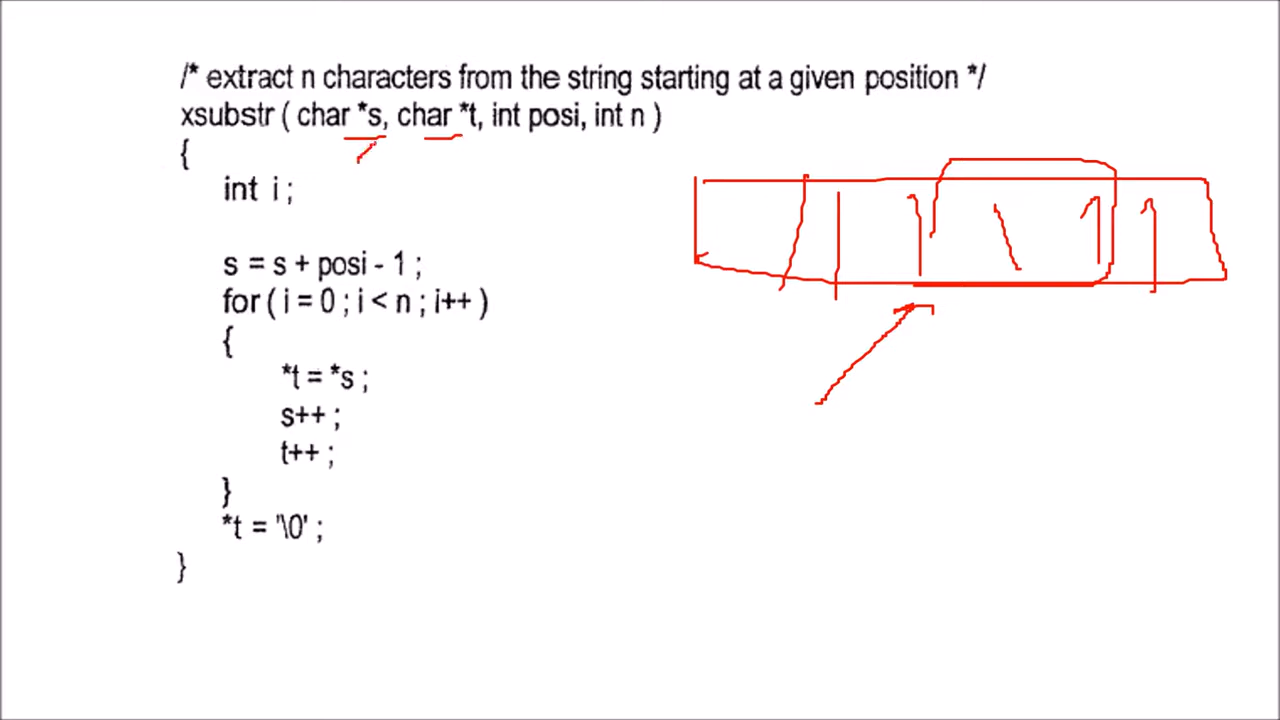 /* extract n characters from the string starting at a given position */
xsubstr ( char *s, char *t, int posi, int n )
{
int i ;
s = s + posi - 1 ;
for ( i = 0 ; i < n ; i++ )
{
*t = *s ;
s++ ;
t++ ;
}
*t = '\0' ;
}